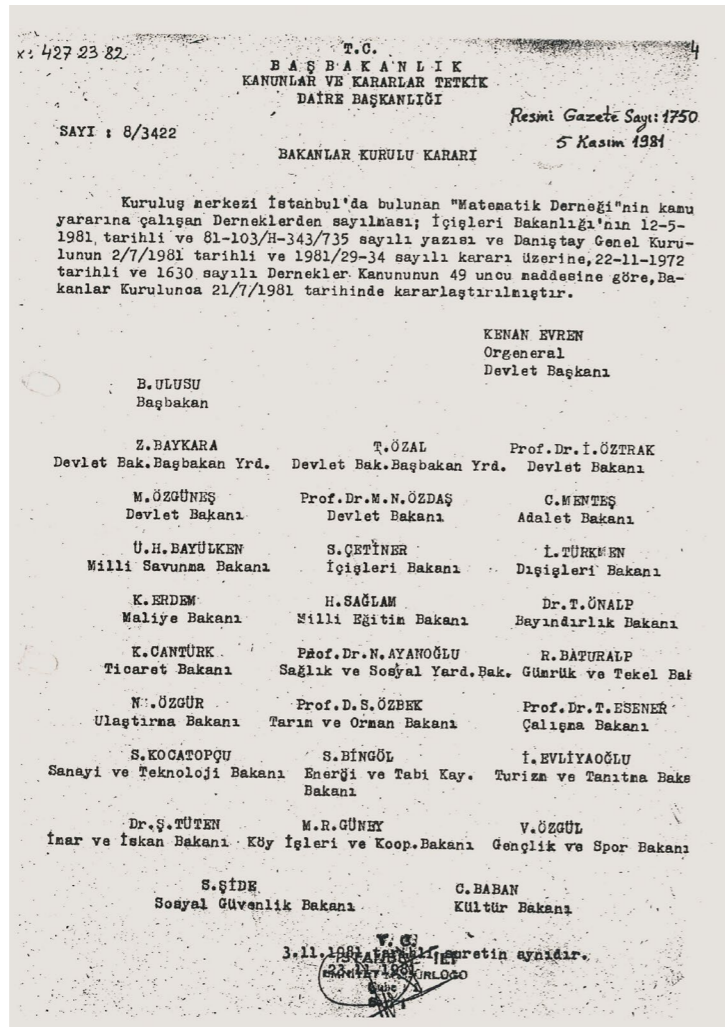 x: 427 23 82
4
T.C.
BAŞBAKANLIK
KANUNLAR VE KARARLAR TETKİK
DAİRE BAŞKANLIĞI
Resmi Gazete Sayı: 1750
5 Kasım 1981
SAYI : 8/3422
BAKANLAR KURULU KARARI
Kuruluş merkezi İstanbul'da bulunan "Matematik Derneği"nin kamu
yararına çalışan Derneklerden sayılması; İçişleri Bakanlığı'nın 12-5-
1981 tarihli ve 81-103/H-343/735 sayılı yazısı ve Danıştay Genel Kuru-
lunun 2/7/1981 tarihli ve 1981/29-34 sayılı kararı üzerine,22-11-1972
tarihli ve 1630 sayılı Dernekler Kanununun 49 uncu maddesine göre,Ba-
kanlar Kurulunca 21/7/1981 tarihinde kararlaştırılmıştır.
KENAN EVREN
Orgeneral
Devlet Başkanı
B.ULUSU
Başbakan
Z.BAYKARA T.ÖZAL Prof.Dr.İ.ÖZTRAK
Devlet Bak.Başbakan Yrd. Devlet Bak.Başbakan Yrd. Devlet Bakanı
M.ÖZGÜNEŞ Prof.Dr.M.N.ÖZDAŞ C.MENTEŞ
Devlet Bakanı Devlet Bakanı Adalet Bakanı
Ü.H.BAYÜLKEN S.ÇETİNER İ.TÜRKMEN
Milli Savunma Bakanı İçişleri Bakanı Dışişleri Bakanı
K.ERDEM H.SAĞLAM Dr.T.ÖNALP
Maliye Bakanı Milli Eğitim Bakanı Bayındırlık Bakanı
K.CANTÜRK Prof.Dr.N.AYANOĞLU R.BATURALP
Ticaret Bakanı Sağlık ve Sosyal Yard.Bak. Gümrük ve Tekel Bak
N.ÖZGÜR Prof.D.S.ÖZBEK Prof.Dr.T.ESENER
Ulaştırma Bakanı Tarım ve Orman Bakanı Çalışma Bakanı
S.KOCATOPÇU S.BİNGÖL İ.EVLİYAOĞLU
Sanayi ve Teknoloji Bakanı Enerji ve Tabi Kay. Turizm ve Tanıtma Baka
Bakanı
Dr.Ş.TÜTEN M.R.GÜNEY V.ÖZGÜL
İmar ve İskan Bakanı Köy İşleri ve Koop.Bakanı Gençlik ve Spor Bakanı
S.ŞİDE C.BABAN
Sosyal Güvenlik Bakanı Kültür Bakanı
T. C.
3.11.1981 tarihli suretin aynıdır.
İSTANBUL İLİ
23.11.1981